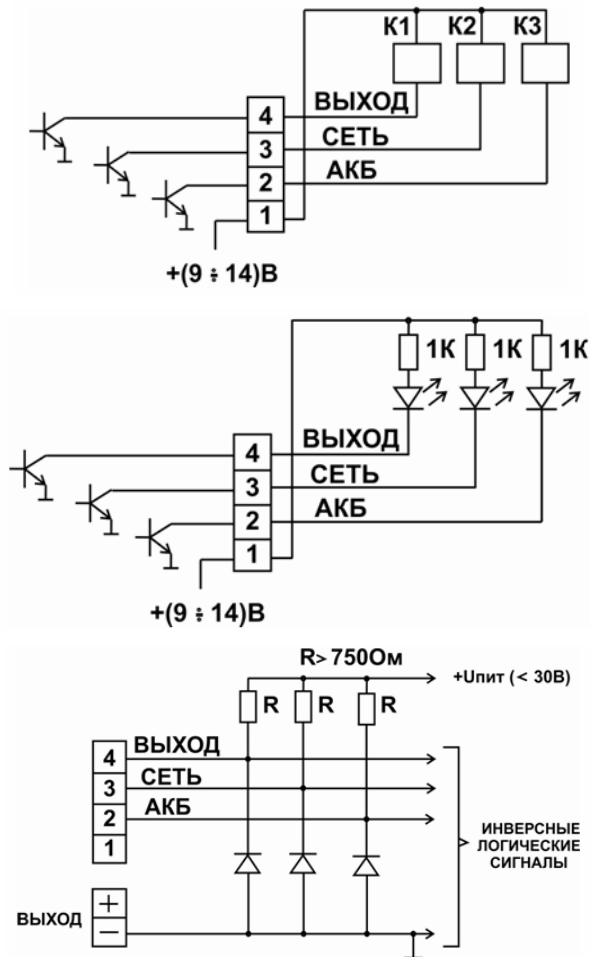 К1 К2 К3
4 ВЫХОД
3 СЕТЬ
2 АКБ
1
+(9 ÷ 14)В
1К 1К 1К
4 ВЫХОД
3 СЕТЬ
2 АКБ
1
+(9 ÷ 14)В
R> 750Ом
+Uпит (< 30В)
R R R
4 ВЫХОД
3 СЕТЬ
2 АКБ
1
ИНВЕРСНЫЕ
ЛОГИЧЕСКИЕ
СИГНАЛЫ
+
ВЫХОД
−